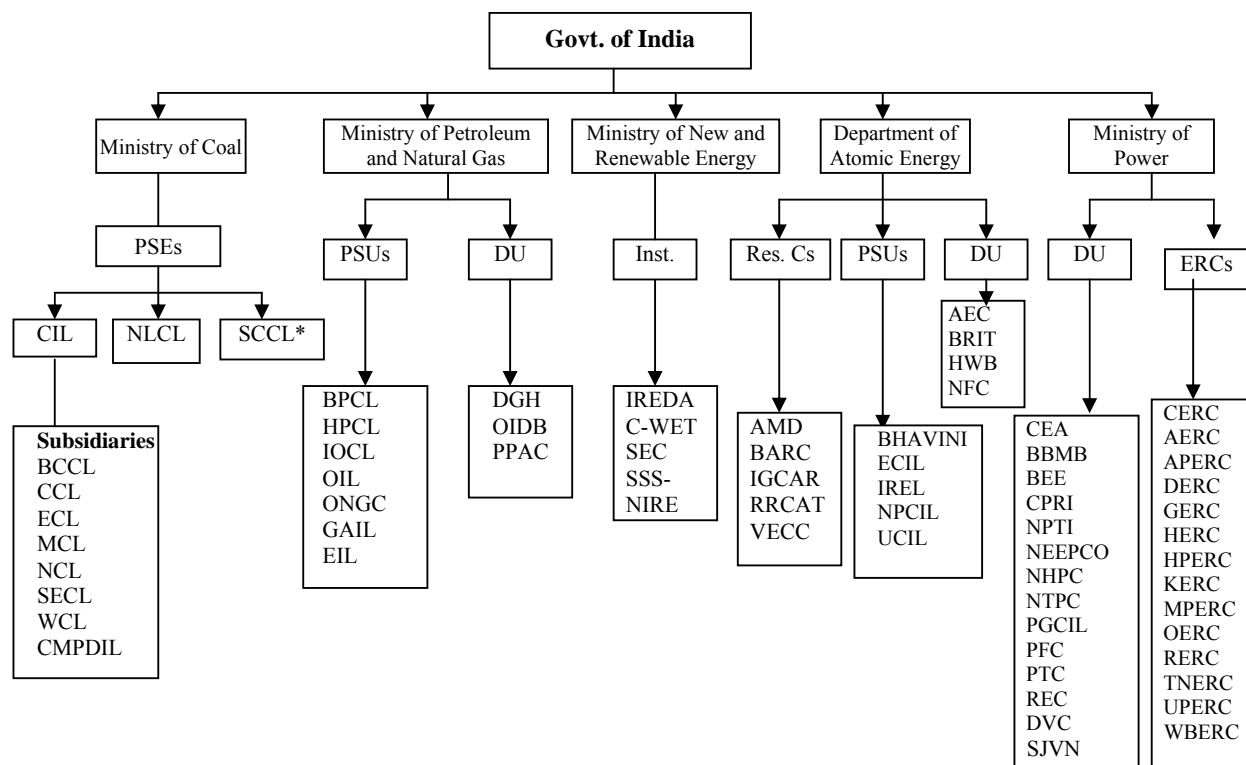 Govt. of India
Ministry of Coal
Ministry of Petroleum
and Natural Gas
Ministry of New and
Renewable Energy
Department of
Atomic Energy
Ministry of
Power
PSEs
PSUs
DU
Inst.
Res. Cs
PSUs
DU
DU
ERCs
CIL
NLCL
SCCL*
Subsidiaries
BCCL
CCL
ECL
MCL
NCL
SECL
WCL
CMPDIL
BPCL
HPCL
IOCL
OIL
ONGC
GAIL
EIL
DGH
OIDB
PPAC
IREDA
C-WET
SEC
SSS-
NIRE
AMD
BARC
IGCAR
RRCAT
VECC
BHAVINI
ECIL
IREL
NPCIL
UCIL
AEC
BRIT
HWB
NFC
CEA
BBMB
BEE
CPRI
NPTI
NEEPCO
NHPC
NTPC
PGCIL
PFC
PTC
REC
DVC
SJVN
CERC
AERC
APERC
DERC
GERC
HERC
HPERC
KERC
MPERC
OERC
RERC
TNERC
UPERC
WBERC